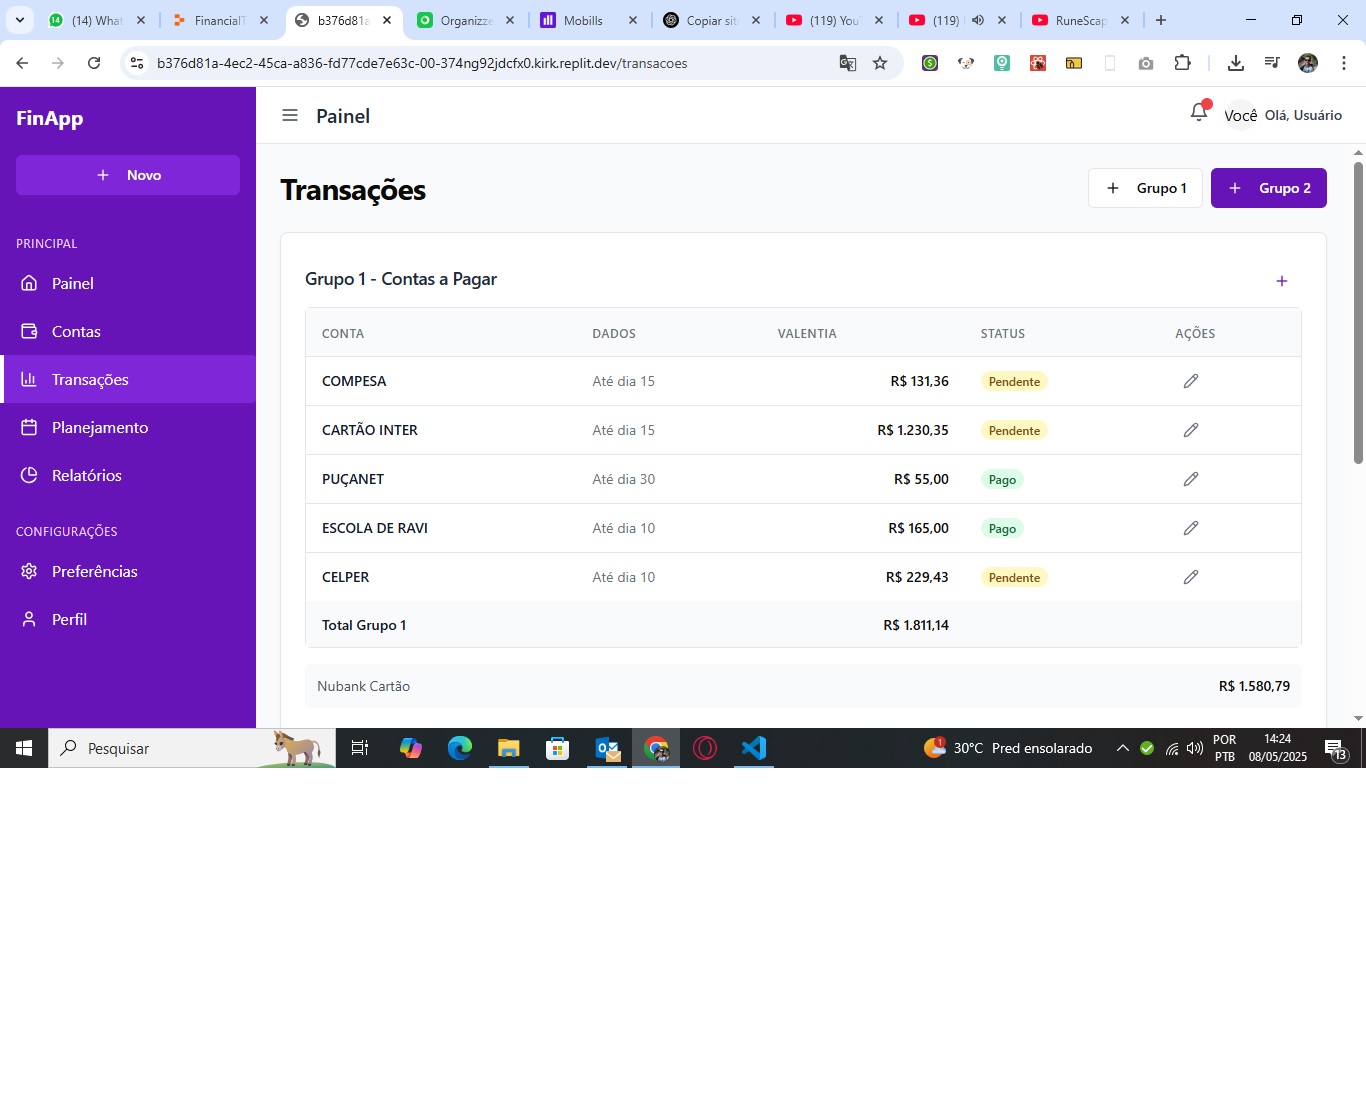 (14) What
FinancialT
b376d81a
Organizze
Mobills
Copiar site
(119) You
(119)
RuneScap
b376d81a-4ec2-45ca-a836-fd77cde7e63c-00-374ng92jdcfx0.kirk.replit.dev/transacoes
FinApp
Novo
PRINCIPAL
Painel
Contas
Transações
Planejamento
Relatórios
CONFIGURAÇÕES
Preferências
Perfil
Painel
Você Olá, Usuário
Transações
Grupo 1
Grupo 2
Grupo 1 - Contas a Pagar
CONTA DADOS VALENTIA STATUS AÇÕES
COMPESA Até dia 15 R$ 131,36 Pendente
CARTÃO INTER Até dia 15 R$ 1.230,35 Pendente
PUÇANET Até dia 30 R$ 55,00 Pago
ESCOLA DE RAVI Até dia 10 R$ 165,00 Pago
CELPER Até dia 10 R$ 229,43 Pendente
Total Grupo 1 R$ 1.811,14
Nubank Cartão R$ 1.580,79
Pesquisar
1
30°C Pred ensolarado
POR
PTB
14:24
08/05/2025
13